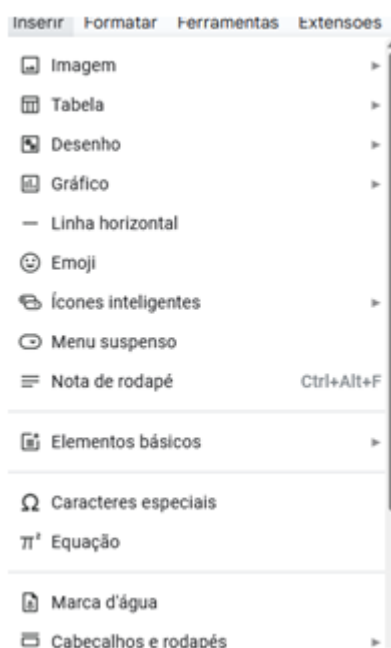 Inserir Formatar Ferramentas Extensões
Imagem
Tabela
Desenho
Gráfico
Linha horizontal
Emoji
Ícones inteligentes
Menu suspenso
Nota de rodapé Ctrl+Alt+F
Elementos básicos
Ω Caracteres especiais
π² Equação
Marca d'água
Cabeçalhos e rodapés